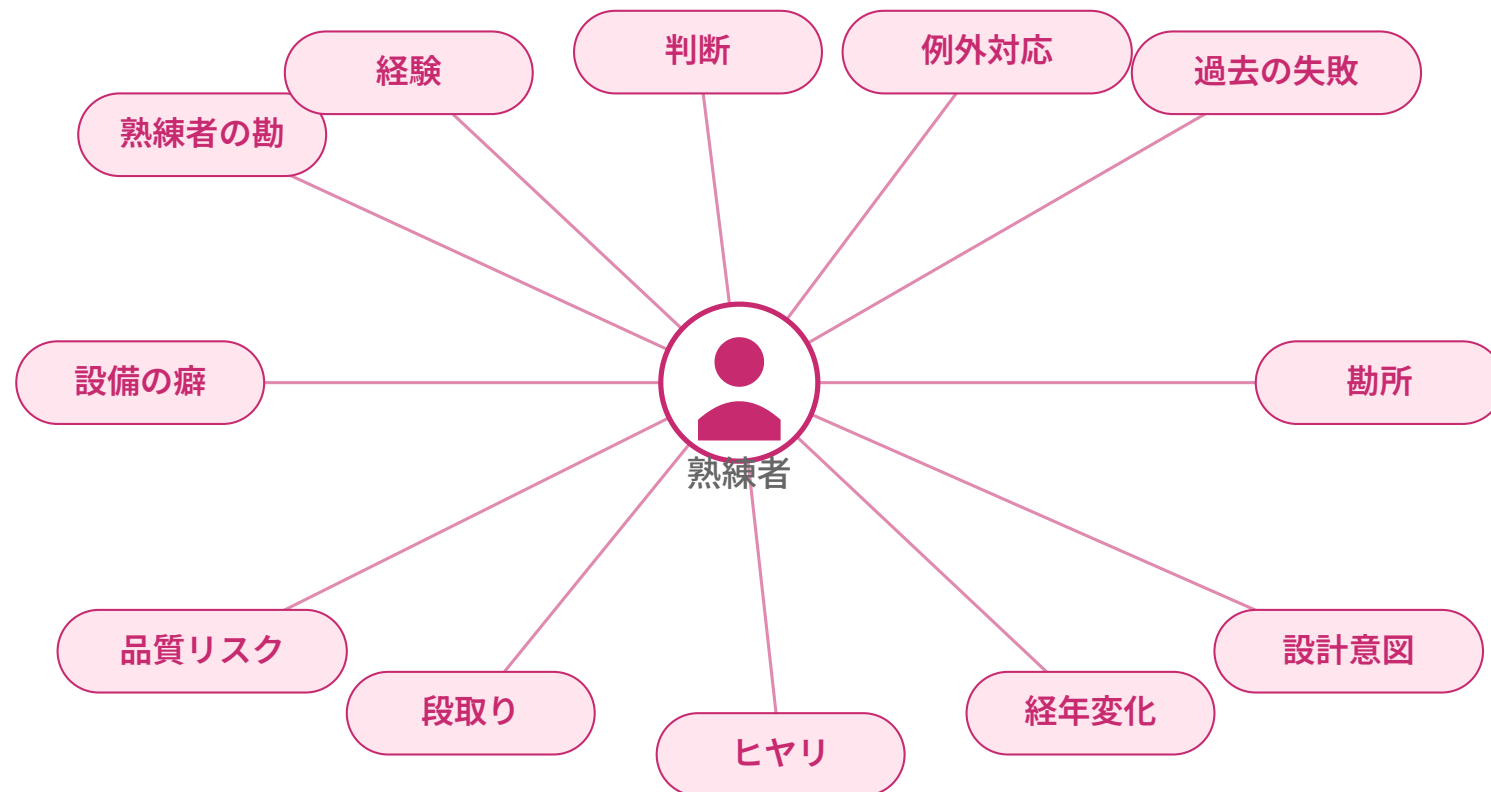 経験
判断
例外対応
過去の失敗
熟練者の勘
設備の癖
勘所
熟練者
品質リスク
設計意図
段取り
経年変化
ヒヤリ